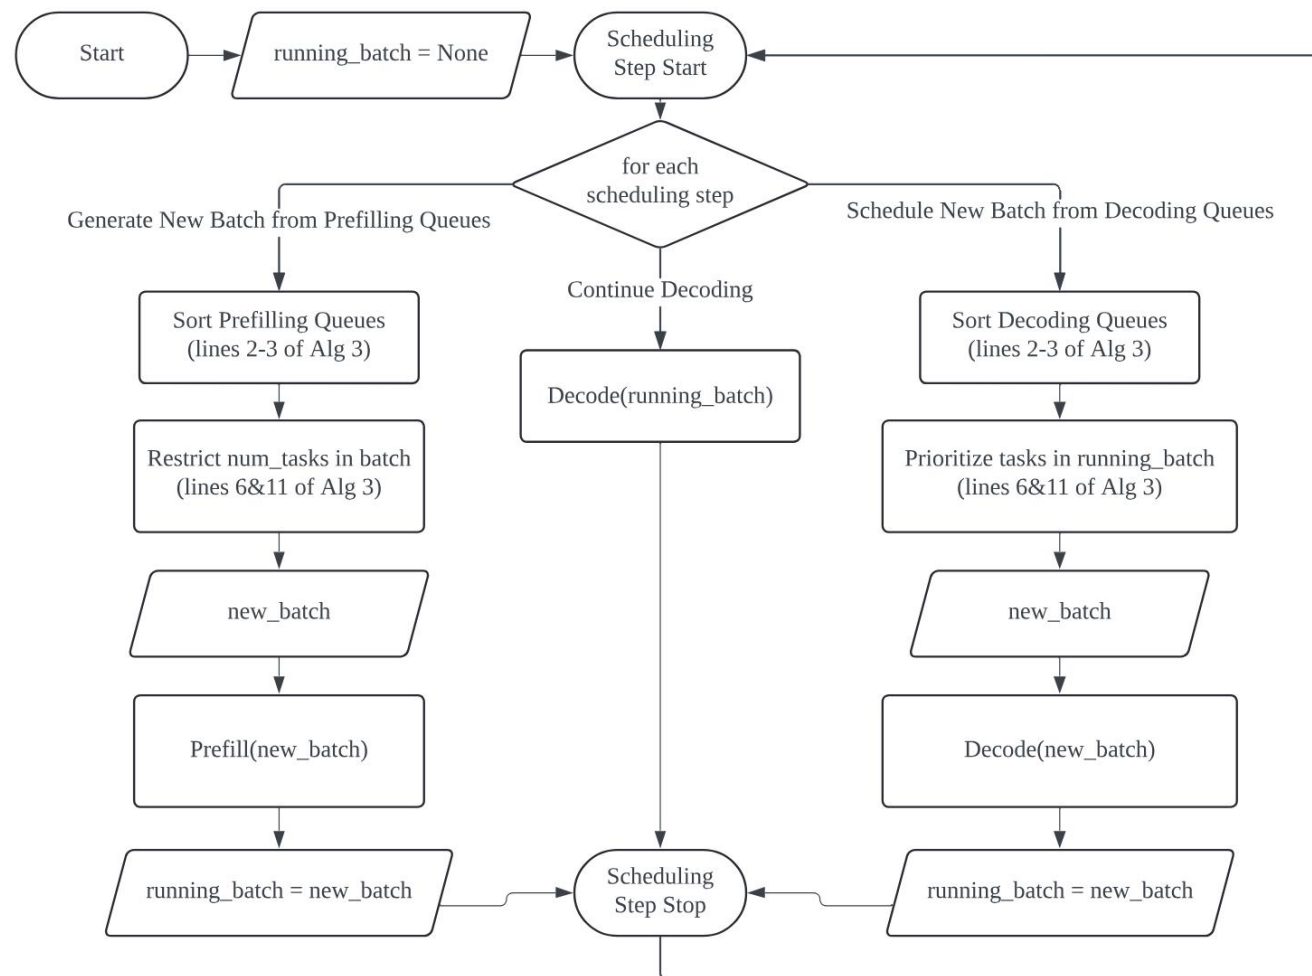 Start
running_batch = None
Scheduling
Step Start
for each
scheduling step
Generate New Batch from Prefilling Queues
Schedule New Batch from Decoding Queues
Continue Decoding
Sort Prefilling Queues
(lines 2-3 of Alg 3)
Sort Decoding Queues
(lines 2-3 of Alg 3)
Decode(running_batch)
Restrict num_tasks in batch
(lines 6&11 of Alg 3)
Prioritize tasks in running_batch
(lines 6&11 of Alg 3)
new_batch
new_batch
Prefill(new_batch)
Decode(new_batch)
running_batch = new_batch
Scheduling
Step Stop
running_batch = new_batch